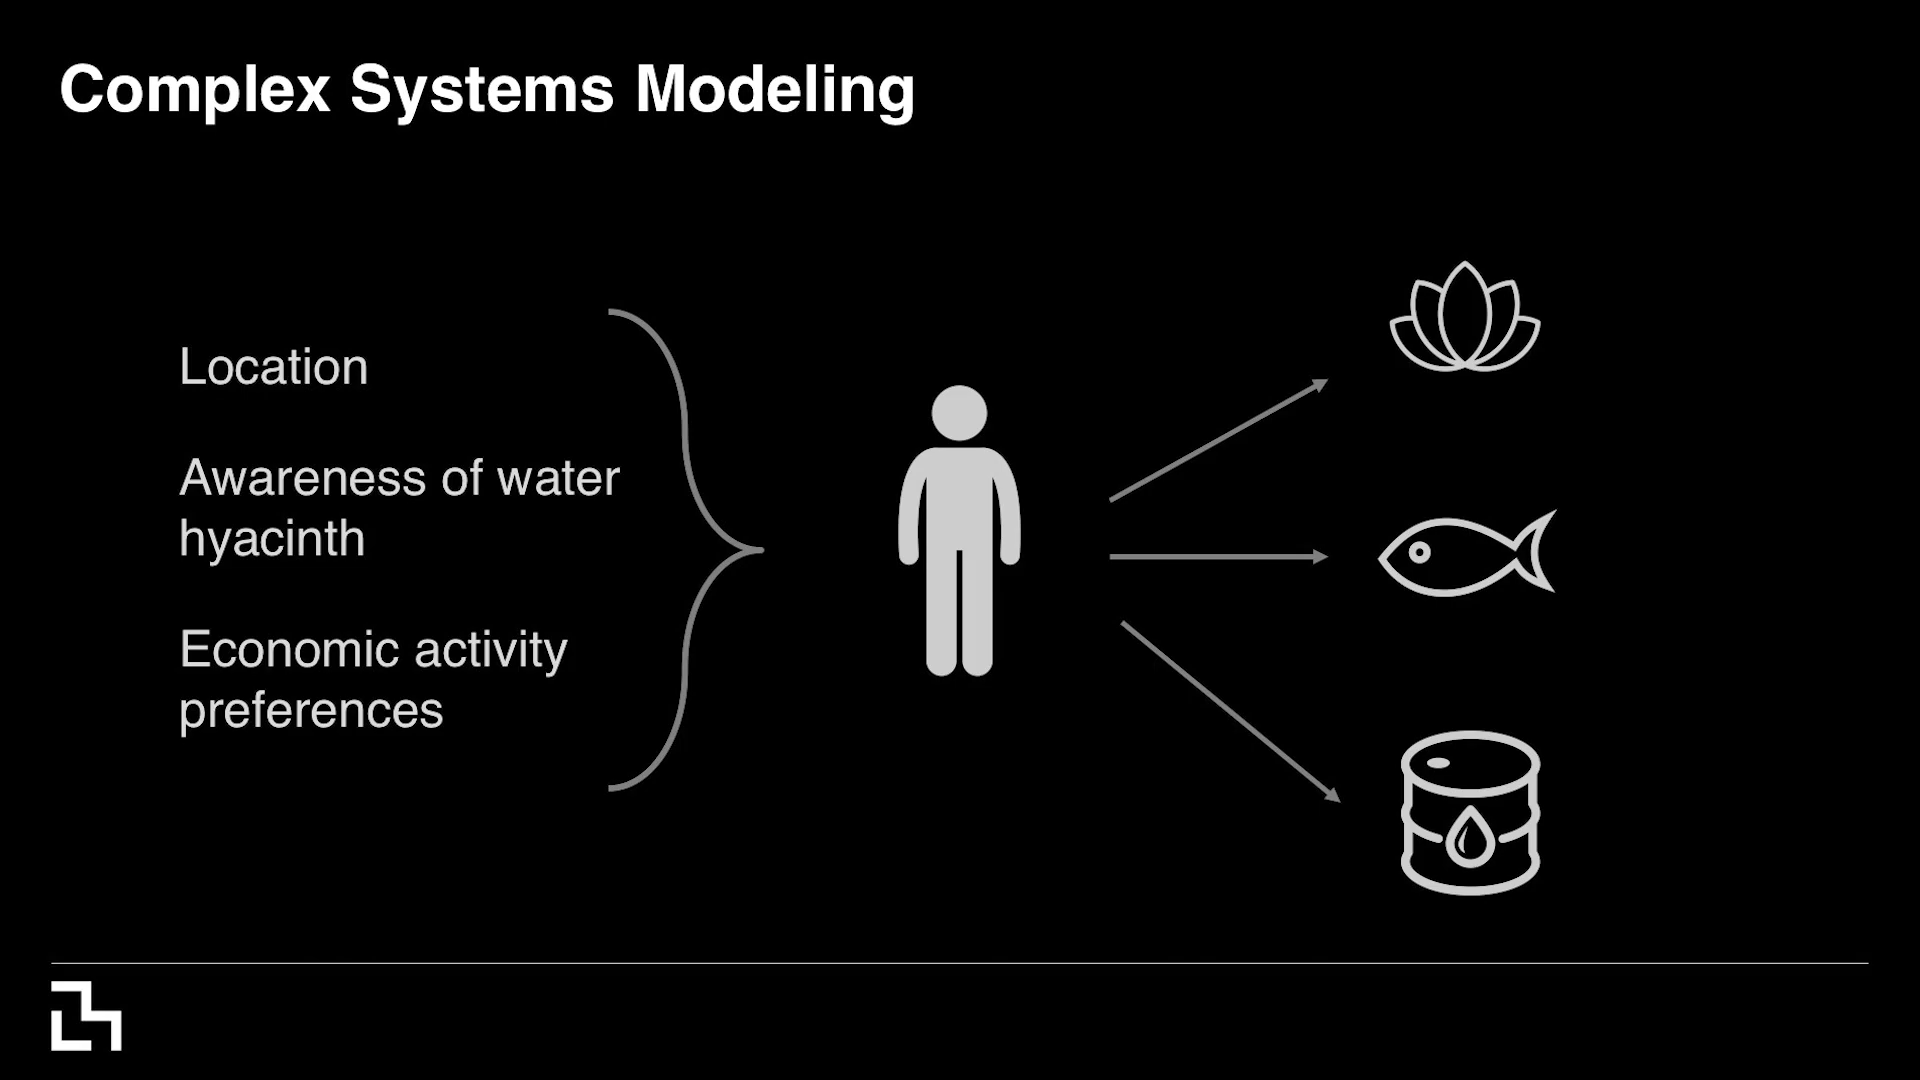 Complex Systems Modeling
Location
Awareness of water
hyacinth
Economic activity
preferences